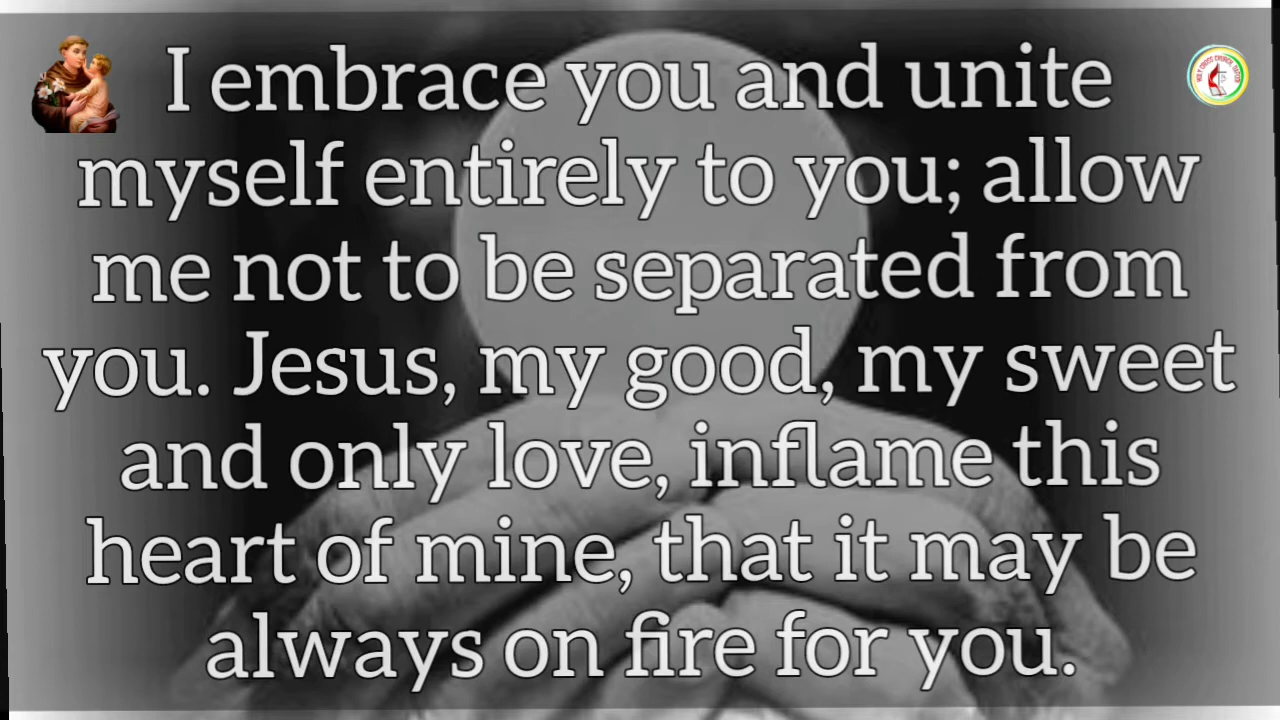 I embrace you and unite
myself entirely to you; allow
me not to be separated from
you. Jesus, my good, my sweet
and only love, inflame this
heart of mine, that it may be
always on fire for you.